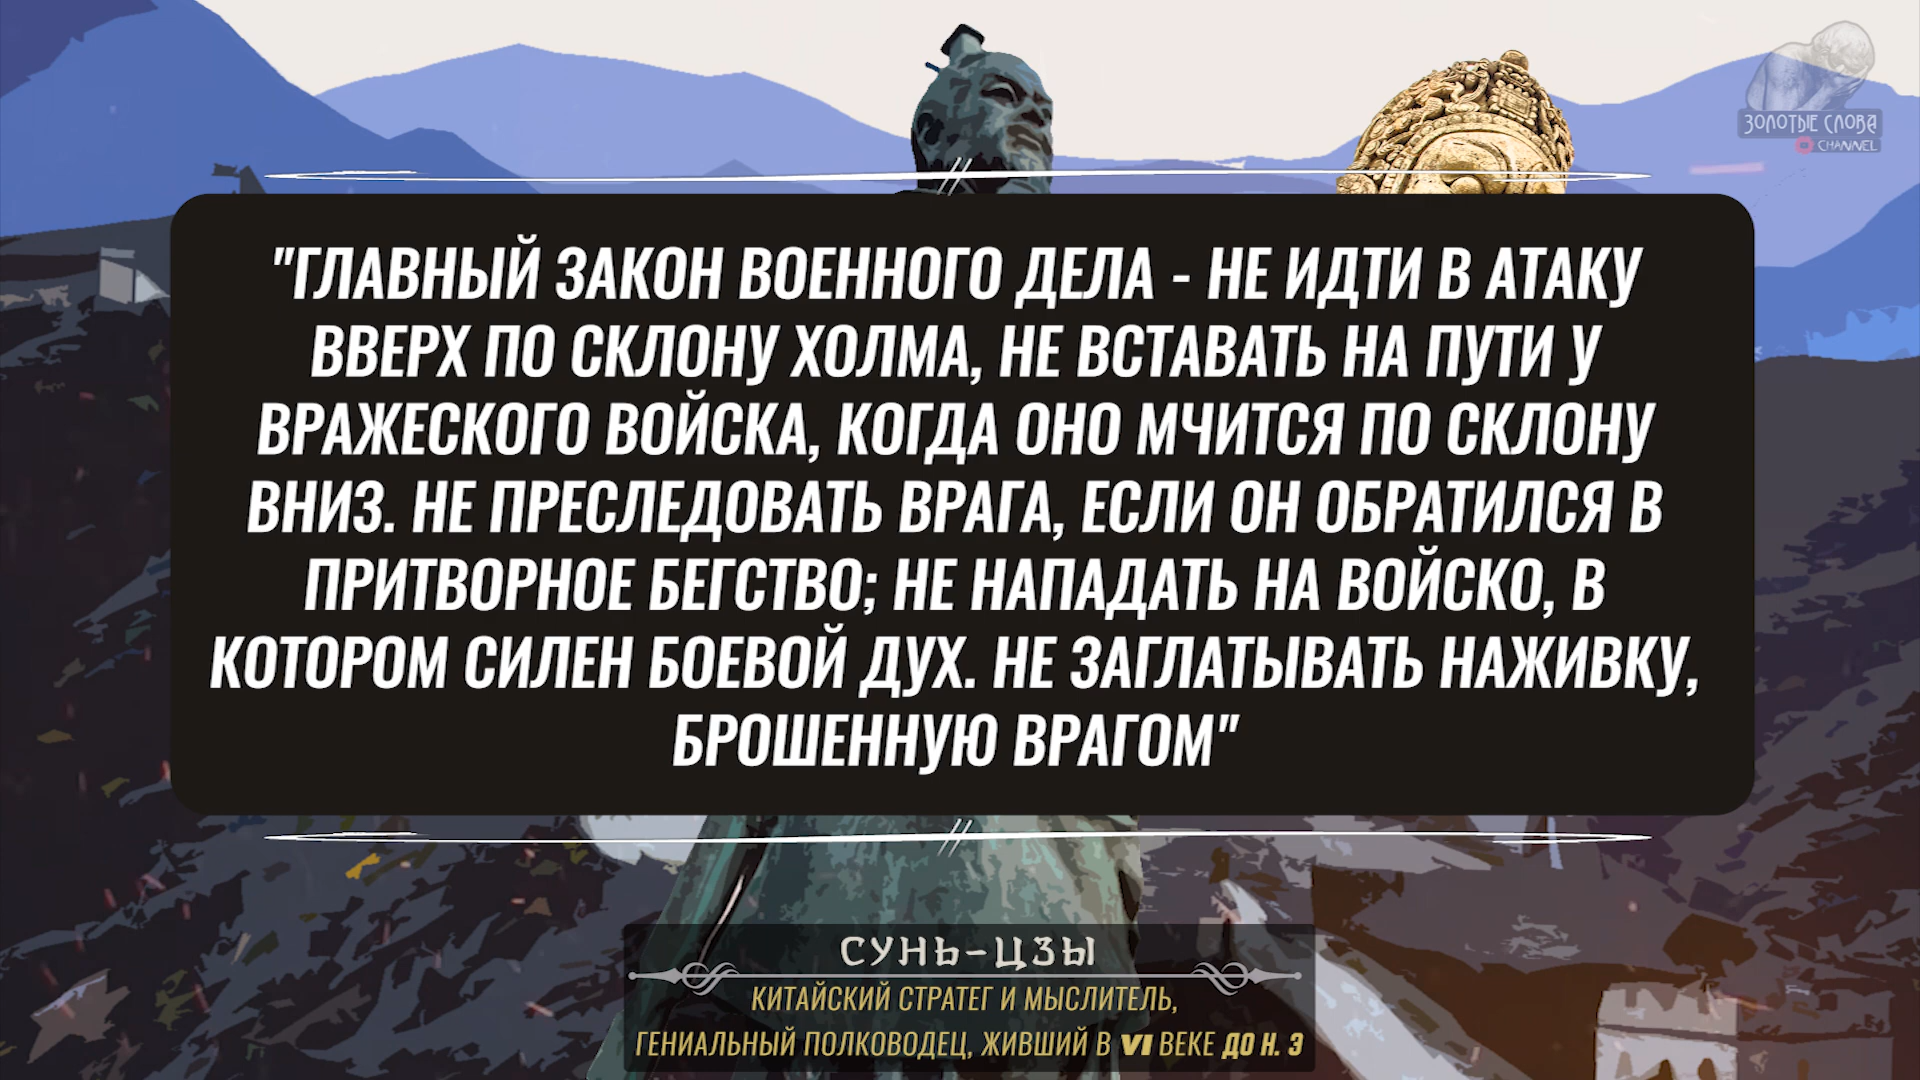 ЗОЛОТЫЕ СЛОВА
CHANNEL
"ГЛАВНЫЙ ЗАКОН ВОЕННОГО ДЕЛА - НЕ ИДТИ В АТАКУ
ВВЕРХ ПО СКЛОНУ ХОЛМА, НЕ ВСТАВАТЬ НА ПУТИ У
ВРАЖЕСКОГО ВОЙСКА, КОГДА ОНО МЧИТСЯ ПО СКЛОНУ
ВНИЗ. НЕ ПРЕСЛЕДОВАТЬ ВРАГА, ЕСЛИ ОН ОБРАТИЛСЯ В
ПРИТВОРНОЕ БЕГСТВО; НЕ НАПАДАТЬ НА ВОЙСКО, В
КОТОРОМ СИЛЕН БОЕВОЙ ДУХ. НЕ ЗАГЛАТЫВАТЬ НАЖИВКУ,
БРОШЕННУЮ ВРАГОМ"
СУНЬ-ЦЗЫ
КИТАЙСКИЙ СТРАТЕГ И МЫСЛИТЕЛЬ,
ГЕНИАЛЬНЫЙ ПОЛКОВОДЕЦ, ЖИВШИЙ В VI ВЕКЕ ДО Н. Э